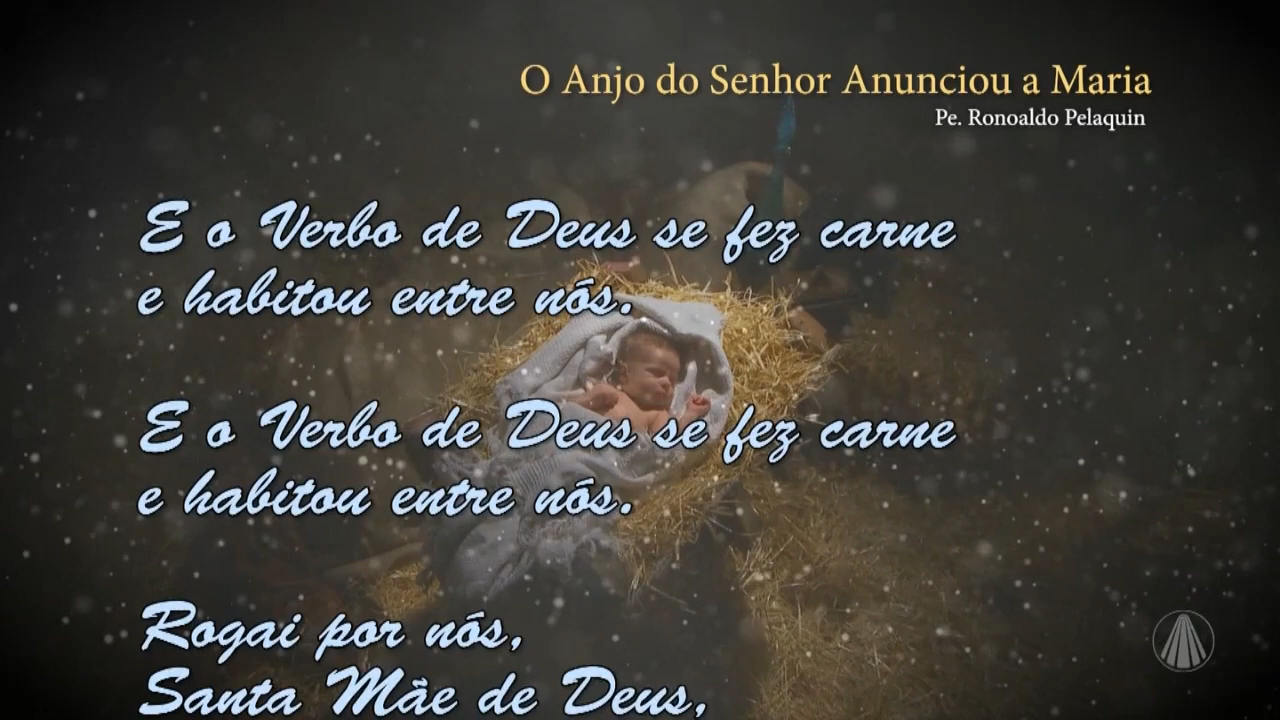 O Anjo do Senhor Anunciou a Maria
Pe. Ronoaldo Pelaquin
E o Verbo de Deus se fez carne
e habitou entre nós.
E o Verbo de Deus se fez carne
e habitou entre nós.
Rogai por nós,
Santa Mãe de Deus,